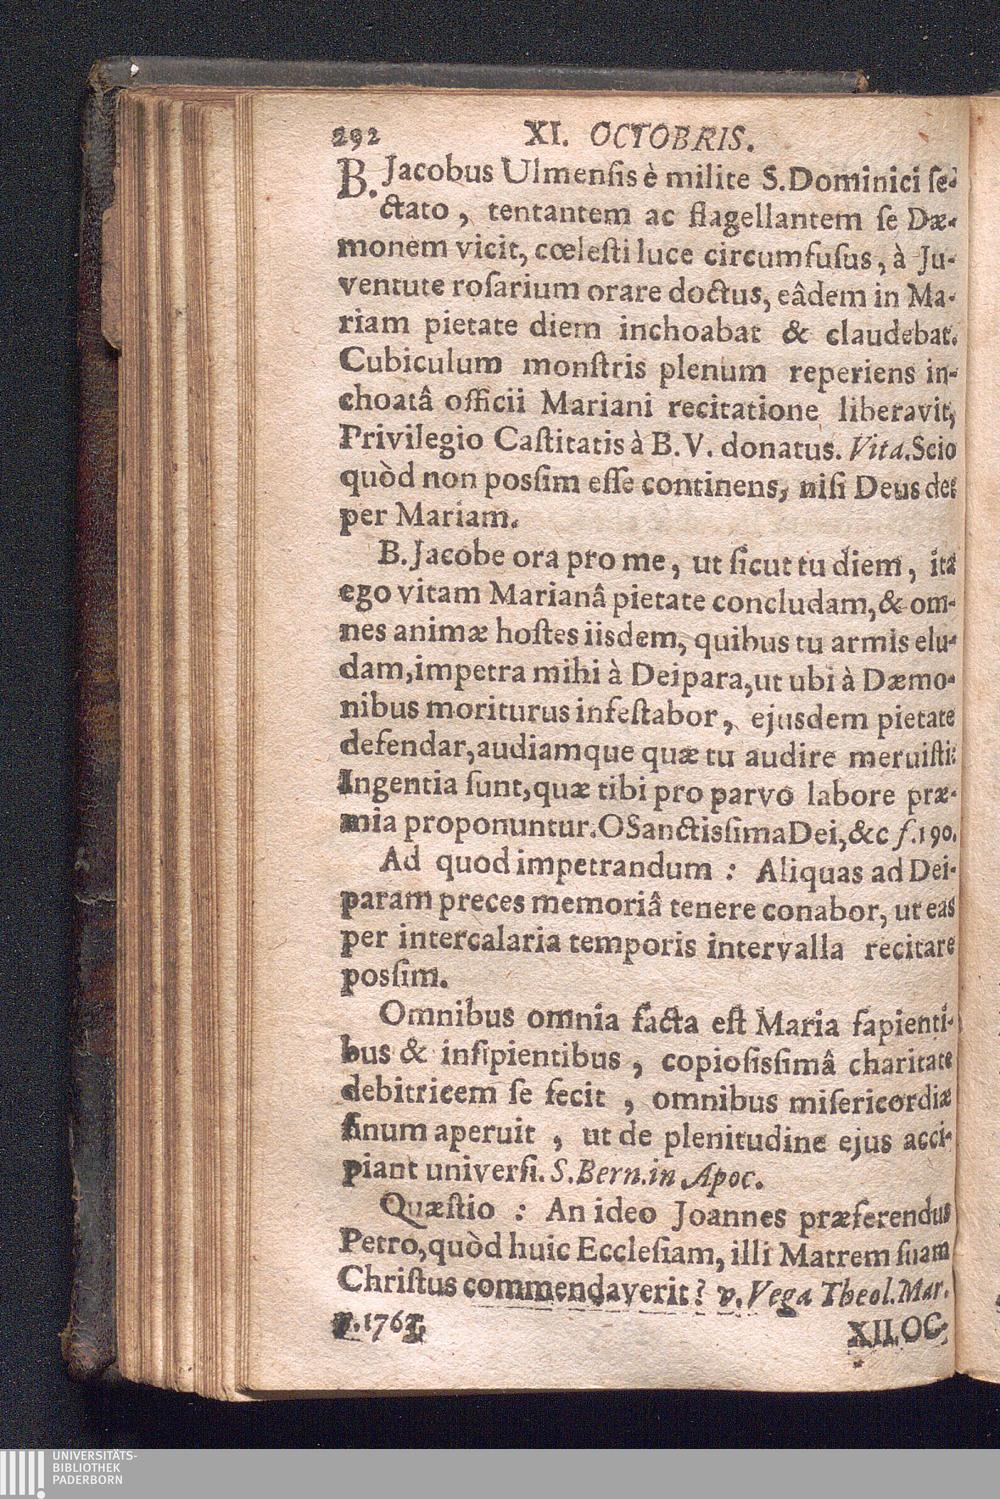 292 XI. OCTOBRIS.
B. Jacobus Ulmensis è milite S. Dominici se-
ctato, tentantem ac flagellantem se Dæ-
monem vicit, cœlesti luce circumfusus, à Ju-
ventute rosarium orare doctus, eâdem in Ma-
riam pietate diem inchoabat & claudebat.
Cubiculum monstris plenum reperiens in-
choatâ officii Mariani recitatione liberavit,
Privilegio Castitatis à B. V. donatus. Vita. Scio
quòd non possim esse continens, nisi Deus det
per Mariam.
B. Jacobe ora pro me, ut sicut tu diem, ita
ego vitam Marianâ pietate concludam, & om-
nes animæ hostes iisdem, quibus tu armis elu-
dam, impetra mihi à Deipara, ut ubi à Dæmo-
nibus moriturus infestabor, ejusdem pietate
defendar, audiamque quæ tu audire meruisti:
Ingentia sunt, quæ tibi pro parvo labore præ-
mia proponuntur. O Sanctissima Dei, &c f. 190.
Ad quod impetrandum : Aliquas ad Dei-
param preces memoriâ tenere conabor, ut eas
per intercalaria temporis intervalla recitare
possim.
Omnibus omnia facta est Maria sapienti-
bus & insipientibus, copiosissimâ charitate
debitricem se fecit, omnibus misericordiæ
sinum aperuit, ut de plenitudine ejus acci-
piant universi. S. Bern. in Apoc.
Quæstio : An ideo Joannes præferendus
Petro, quòd huic Ecclesiam, illi Matrem suam
Christus commendaverit? v. Vega Theol. Mar.
p. 1761.
XII. OC-
UNIVERSITÄTS-
BIBLIOTHEK
PADERBORN